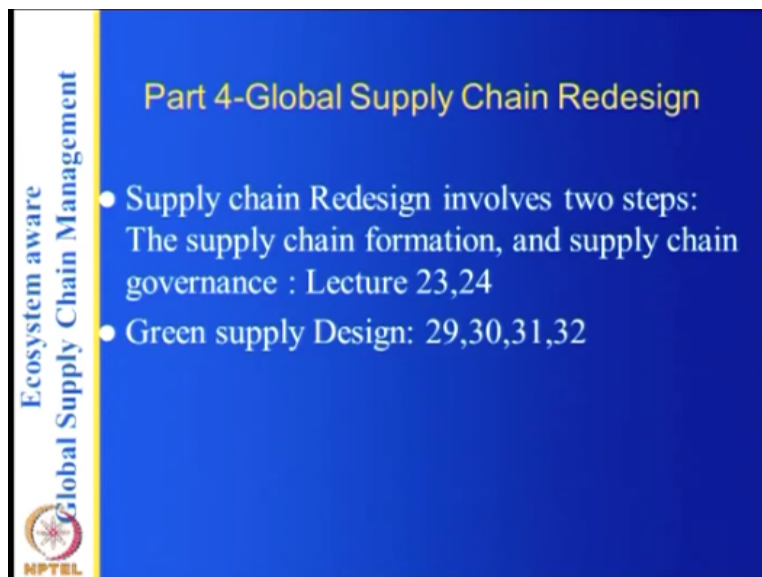 Part 4-Global Supply Chain Redesign
Supply chain Redesign involves two steps:
The supply chain formation, and supply chain
governance : Lecture 23,24
Green supply Design: 29,30,31,32
Ecosystem aware
Global Supply Chain Management
NPTEL